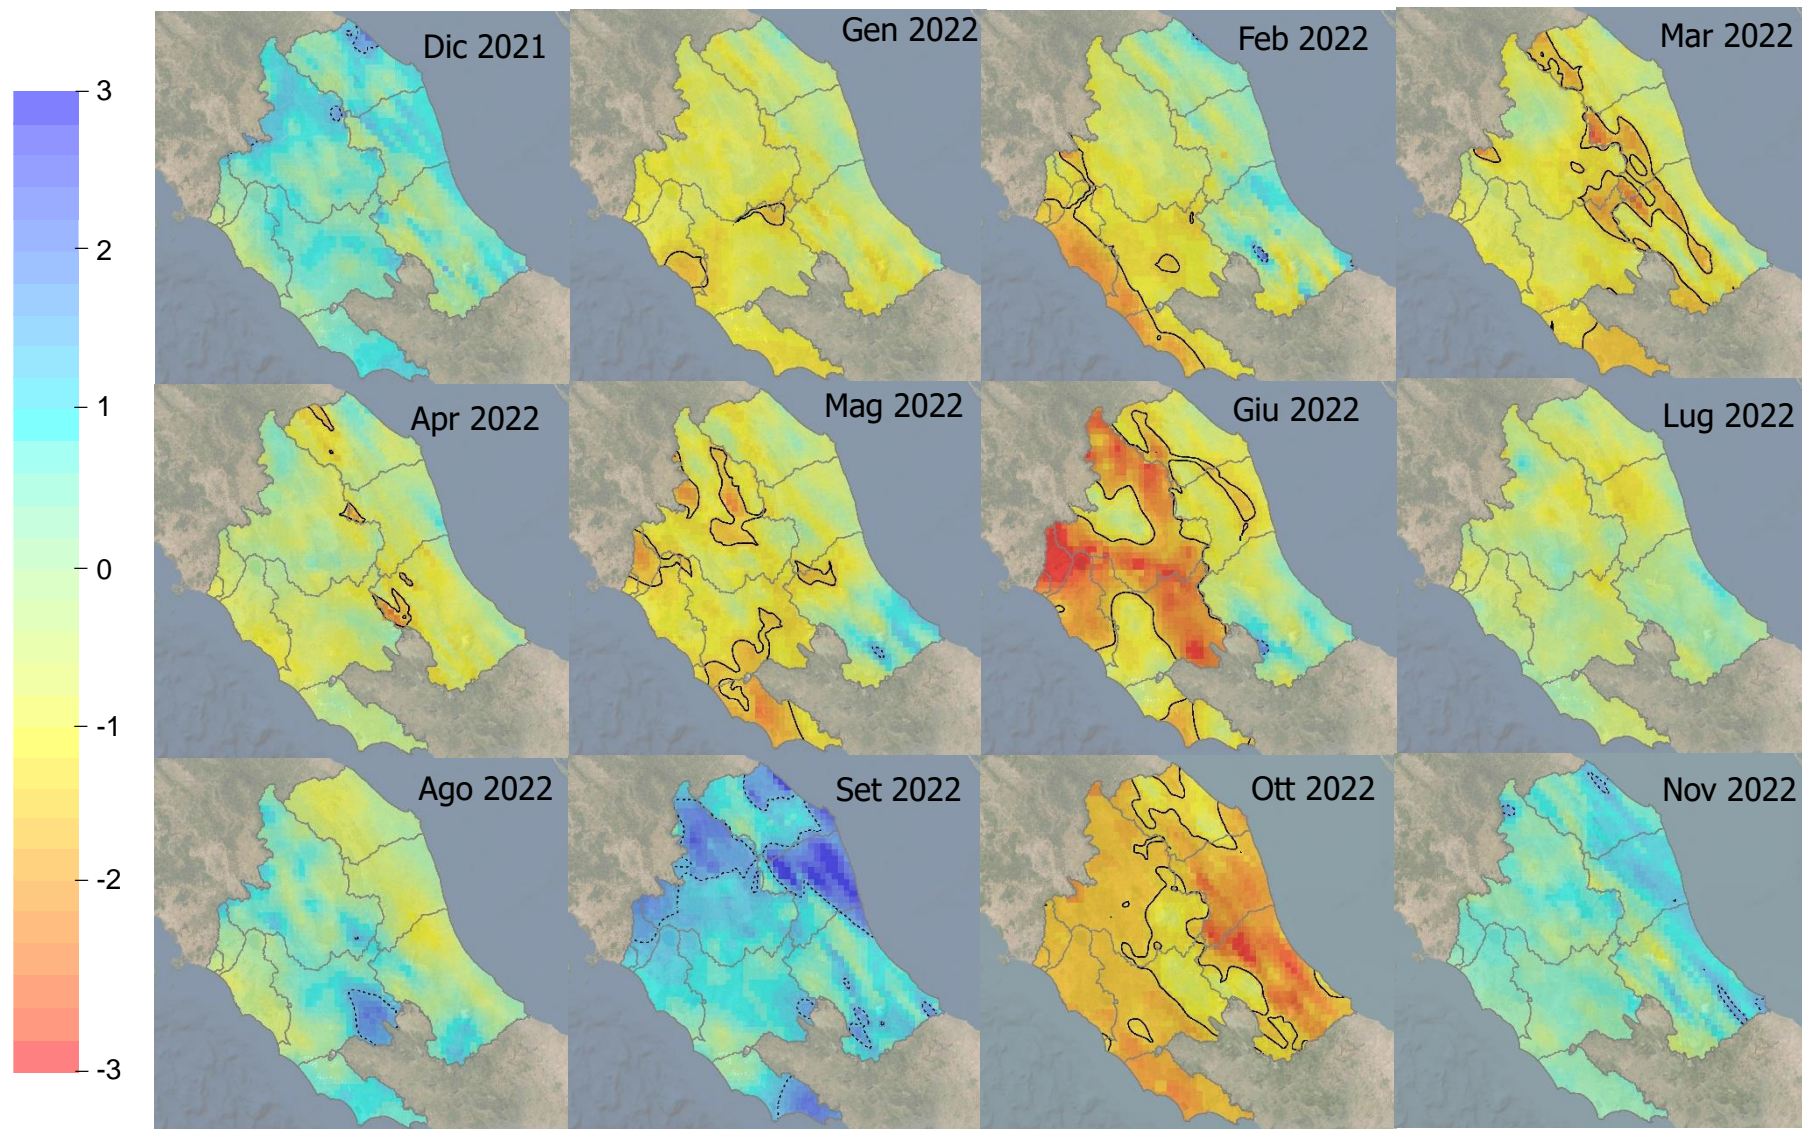 Dic 2021
Gen 2022
Feb 2022
Mar 2022
3
2
1
0
-1
-2
-3
Apr 2022
Mag 2022
Giu 2022
Lug 2022
Ago 2022
Set 2022
Ott 2022
Nov 2022